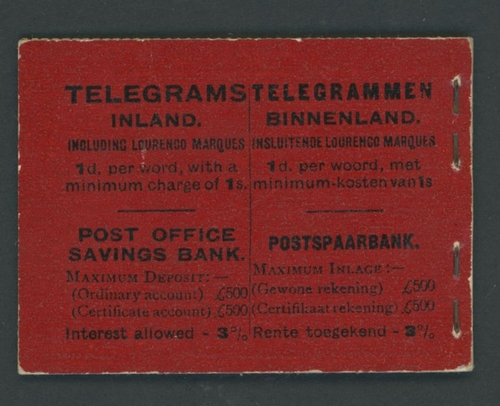 TELEGRAMS
INLAND.
INCLUDING LOURENCO MARQUES
1d. per word, with a
minimum charge of 1s.
POST OFFICE
SAVINGS BANK.
MAXIMUM DEPOSIT:—
(Ordinary account) £500
(Certificate account) £500
Interest allowed - 3%
TELEGRAMMEN
BINNENLAND.
INSLUITENDE LOURENCO MARQUES
1d. per woord, met
minimum-kosten van 1s
POSTSPAARBANK.
MAXIMUM INLAGE:—
(Gewone rekening) £500
(Certifikaat rekening) £500
Rente toegekend - 3%